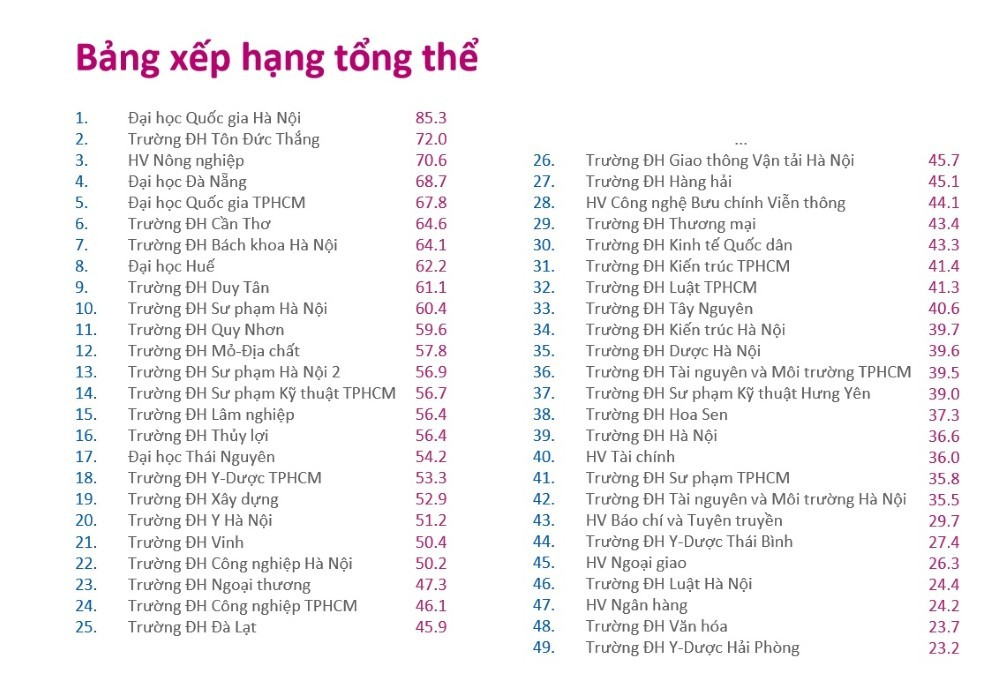 Bảng xếp hạng tổng thể
1. Đại học Quốc gia Hà Nội 85.3
2. Trường ĐH Tôn Đức Thắng 72.0
3. HV Nông nghiệp 70.6
4. Đại học Đà Nẵng 68.7
5. Đại học Quốc gia TPHCM 67.8
6. Trường ĐH Cần Thơ 64.6
7. Trường ĐH Bách khoa Hà Nội 64.1
8. Đại học Huế 62.2
9. Trường ĐH Duy Tân 61.1
10. Trường ĐH Sư phạm Hà Nội 60.4
11. Trường ĐH Quy Nhơn 59.6
12. Trường ĐH Mỏ-Địa chất 57.8
13. Trường ĐH Sư phạm Hà Nội 2 56.9
14. Trường ĐH Sư phạm Kỹ thuật TPHCM 56.7
15. Trường ĐH Lâm nghiệp 56.4
16. Trường ĐH Thủy lợi 56.4
17. Đại học Thái Nguyên 54.2
18. Trường ĐH Y-Dược TPHCM 53.3
19. Trường ĐH Xây dựng 52.9
20. Trường ĐH Y Hà Nội 51.2
21. Trường ĐH Vinh 50.4
22. Trường ĐH Công nghiệp Hà Nội 50.2
23. Trường ĐH Ngoại thương 47.3
24. Trường ĐH Công nghiệp TPHCM 46.1
25. Trường ĐH Đà Lạt 45.9
...
26. Trường ĐH Giao thông Vận tải Hà Nội 45.7
27. Trường ĐH Hàng hải 45.1
28. HV Công nghệ Bưu chính Viễn thông 44.1
29. Trường ĐH Thương mại 43.4
30. Trường ĐH Kinh tế Quốc dân 43.3
31. Trường ĐH Kiến trúc TPHCM 41.4
32. Trường ĐH Luật TPHCM 41.3
33. Trường ĐH Tây Nguyên 40.6
34. Trường ĐH Kiến trúc Hà Nội 39.7
35. Trường ĐH Dược Hà Nội 39.6
36. Trường ĐH Tài nguyên và Môi trường TPHCM 39.5
37. Trường ĐH Sư phạm Kỹ thuật Hưng Yên 39.0
38. Trường ĐH Hoa Sen 37.3
39. Trường ĐH Hà Nội 36.6
40. HV Tài chính 36.0
41. Trường ĐH Sư phạm TPHCM 35.8
42. Trường ĐH Tài nguyên và Môi trường Hà Nội 35.5
43. HV Báo chí và Tuyên truyền 29.7
44. Trường ĐH Y-Dược Thái Bình 27.4
45. HV Ngoại giao 26.3
46. Trường ĐH Luật Hà Nội 24.4
47. HV Ngân hàng 24.2
48. Trường ĐH Văn hóa 23.7
49. Trường ĐH Y-Dược Hải Phòng 23.2